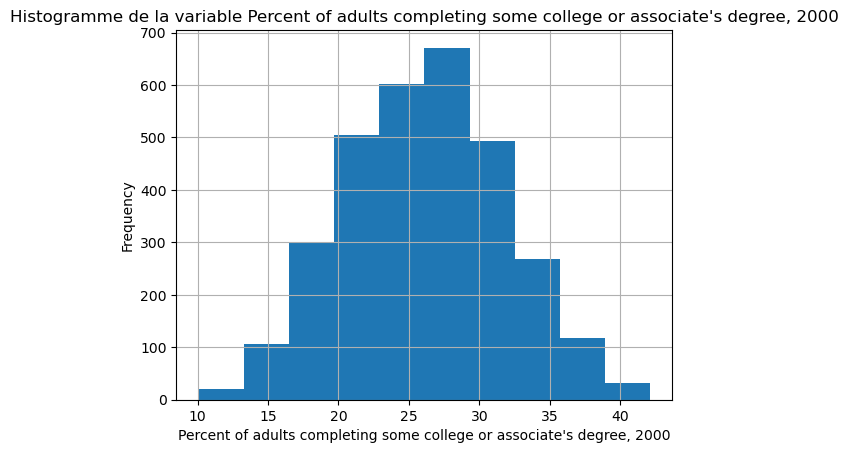 Histogramme de la variable Percent of adults completing some college or associate's degree, 2000
700
600
500
400
300
200
100
0
Frequency
10 15 20 25 30 35 40
Percent of adults completing some college or associate's degree, 2000